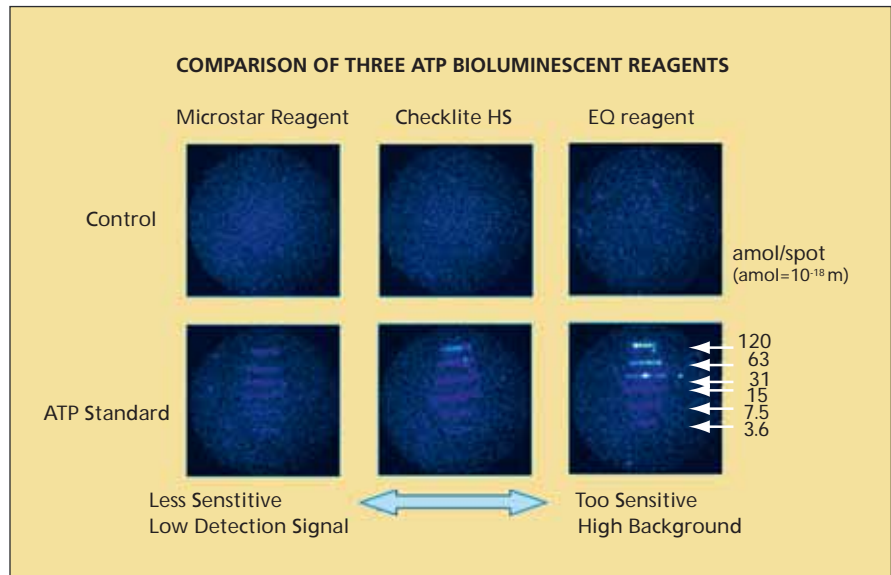 COMPARISON OF THREE ATP BIOLUMINESCENT REAGENTS
Microstar Reagent
Checklite HS
EQ reagent
Control
amol/spot
(amol=10⁻¹⁸ m)
ATP Standard
120
63
31
15
7.5
3.6
Less Senstitive
Low Detection Signal
Too Sensitive
High Background